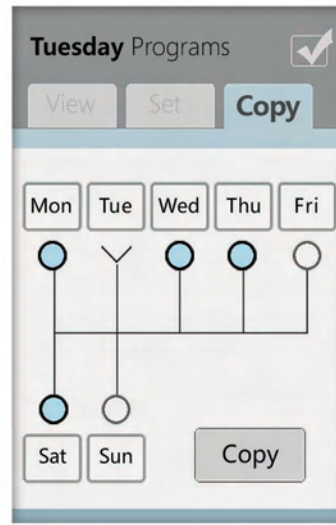 Tuesday Programs
View Set Copy
Mon Tue Wed Thu Fri
Sat Sun Copy